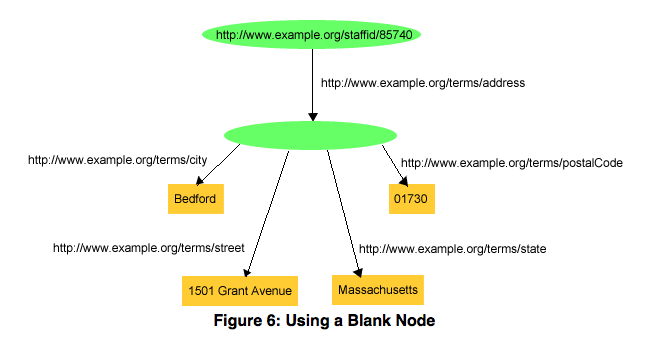 http://www.example.org/staffid/85740
http://www.example.org/terms/address
http://www.example.org/terms/city
http://www.example.org/terms/postalCode
Bedford
01730
http://www.example.org/terms/street
http://www.example.org/terms/state
1501 Grant Avenue
Massachusetts
Figure 6: Using a Blank Node